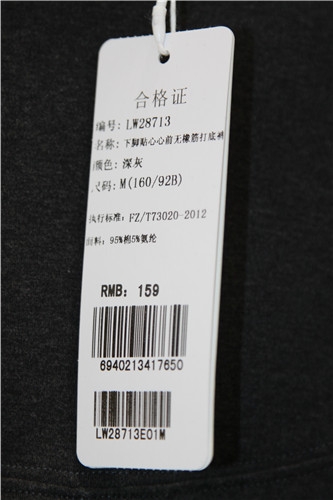 合格证
编号: LW28713
名称: 下脚贴心心前无橡筋打底裤
颜色: 深灰
尺码: M(160/92B)
执行标准: FZ/T73020-2012
面料: 95%棉5%氨纶
RMB: 159
6940213417650
LW28713E01M